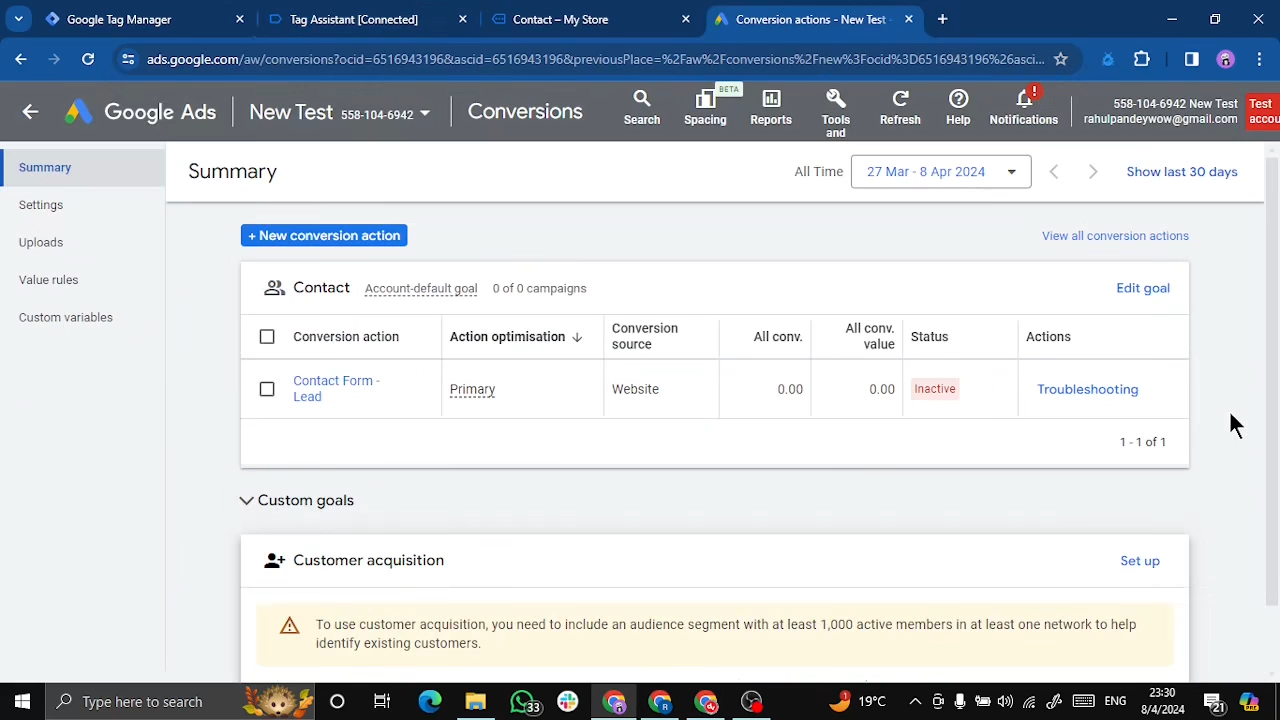 Google Tag Manager
Tag Assistant [Connected]
Contact – My Store
Conversion actions - New Test
ads.google.com/aw/conversions?ocid=6516943196&ascid=6516943196&previousPlace=%2Faw%2Fconversions%2Fnew%3Focid%3D6516943196%26asci...
Google Ads
New Test 558-104-6942
Conversions
Search
BETA
Spacing
Reports
Tools
and
Refresh
Help
!
Notifications
558-104-6942 New Test
rahulpandeywow@gmail.com
Test
accou
Summary
Settings
Uploads
Value rules
Custom variables
Summary
All Time
27 Mar - 8 Apr 2024
Show last 30 days
+ New conversion action
View all conversion actions
Contact
Account-default goal
0 of 0 campaigns
Edit goal
Conversion action
Action optimisation
Conversion
source
All conv.
All conv.
value
Status
Actions
Contact Form -
Lead
Primary
Website
0.00
0.00
Inactive
Troubleshooting
1 - 1 of 1
Custom goals
Customer acquisition
Set up
To use customer acquisition, you need to include an audience segment with at least 1,000 active members in at least one network to help
identify existing customers.
Type here to search
33
19°C
ENG
23:30
8/4/2024
21